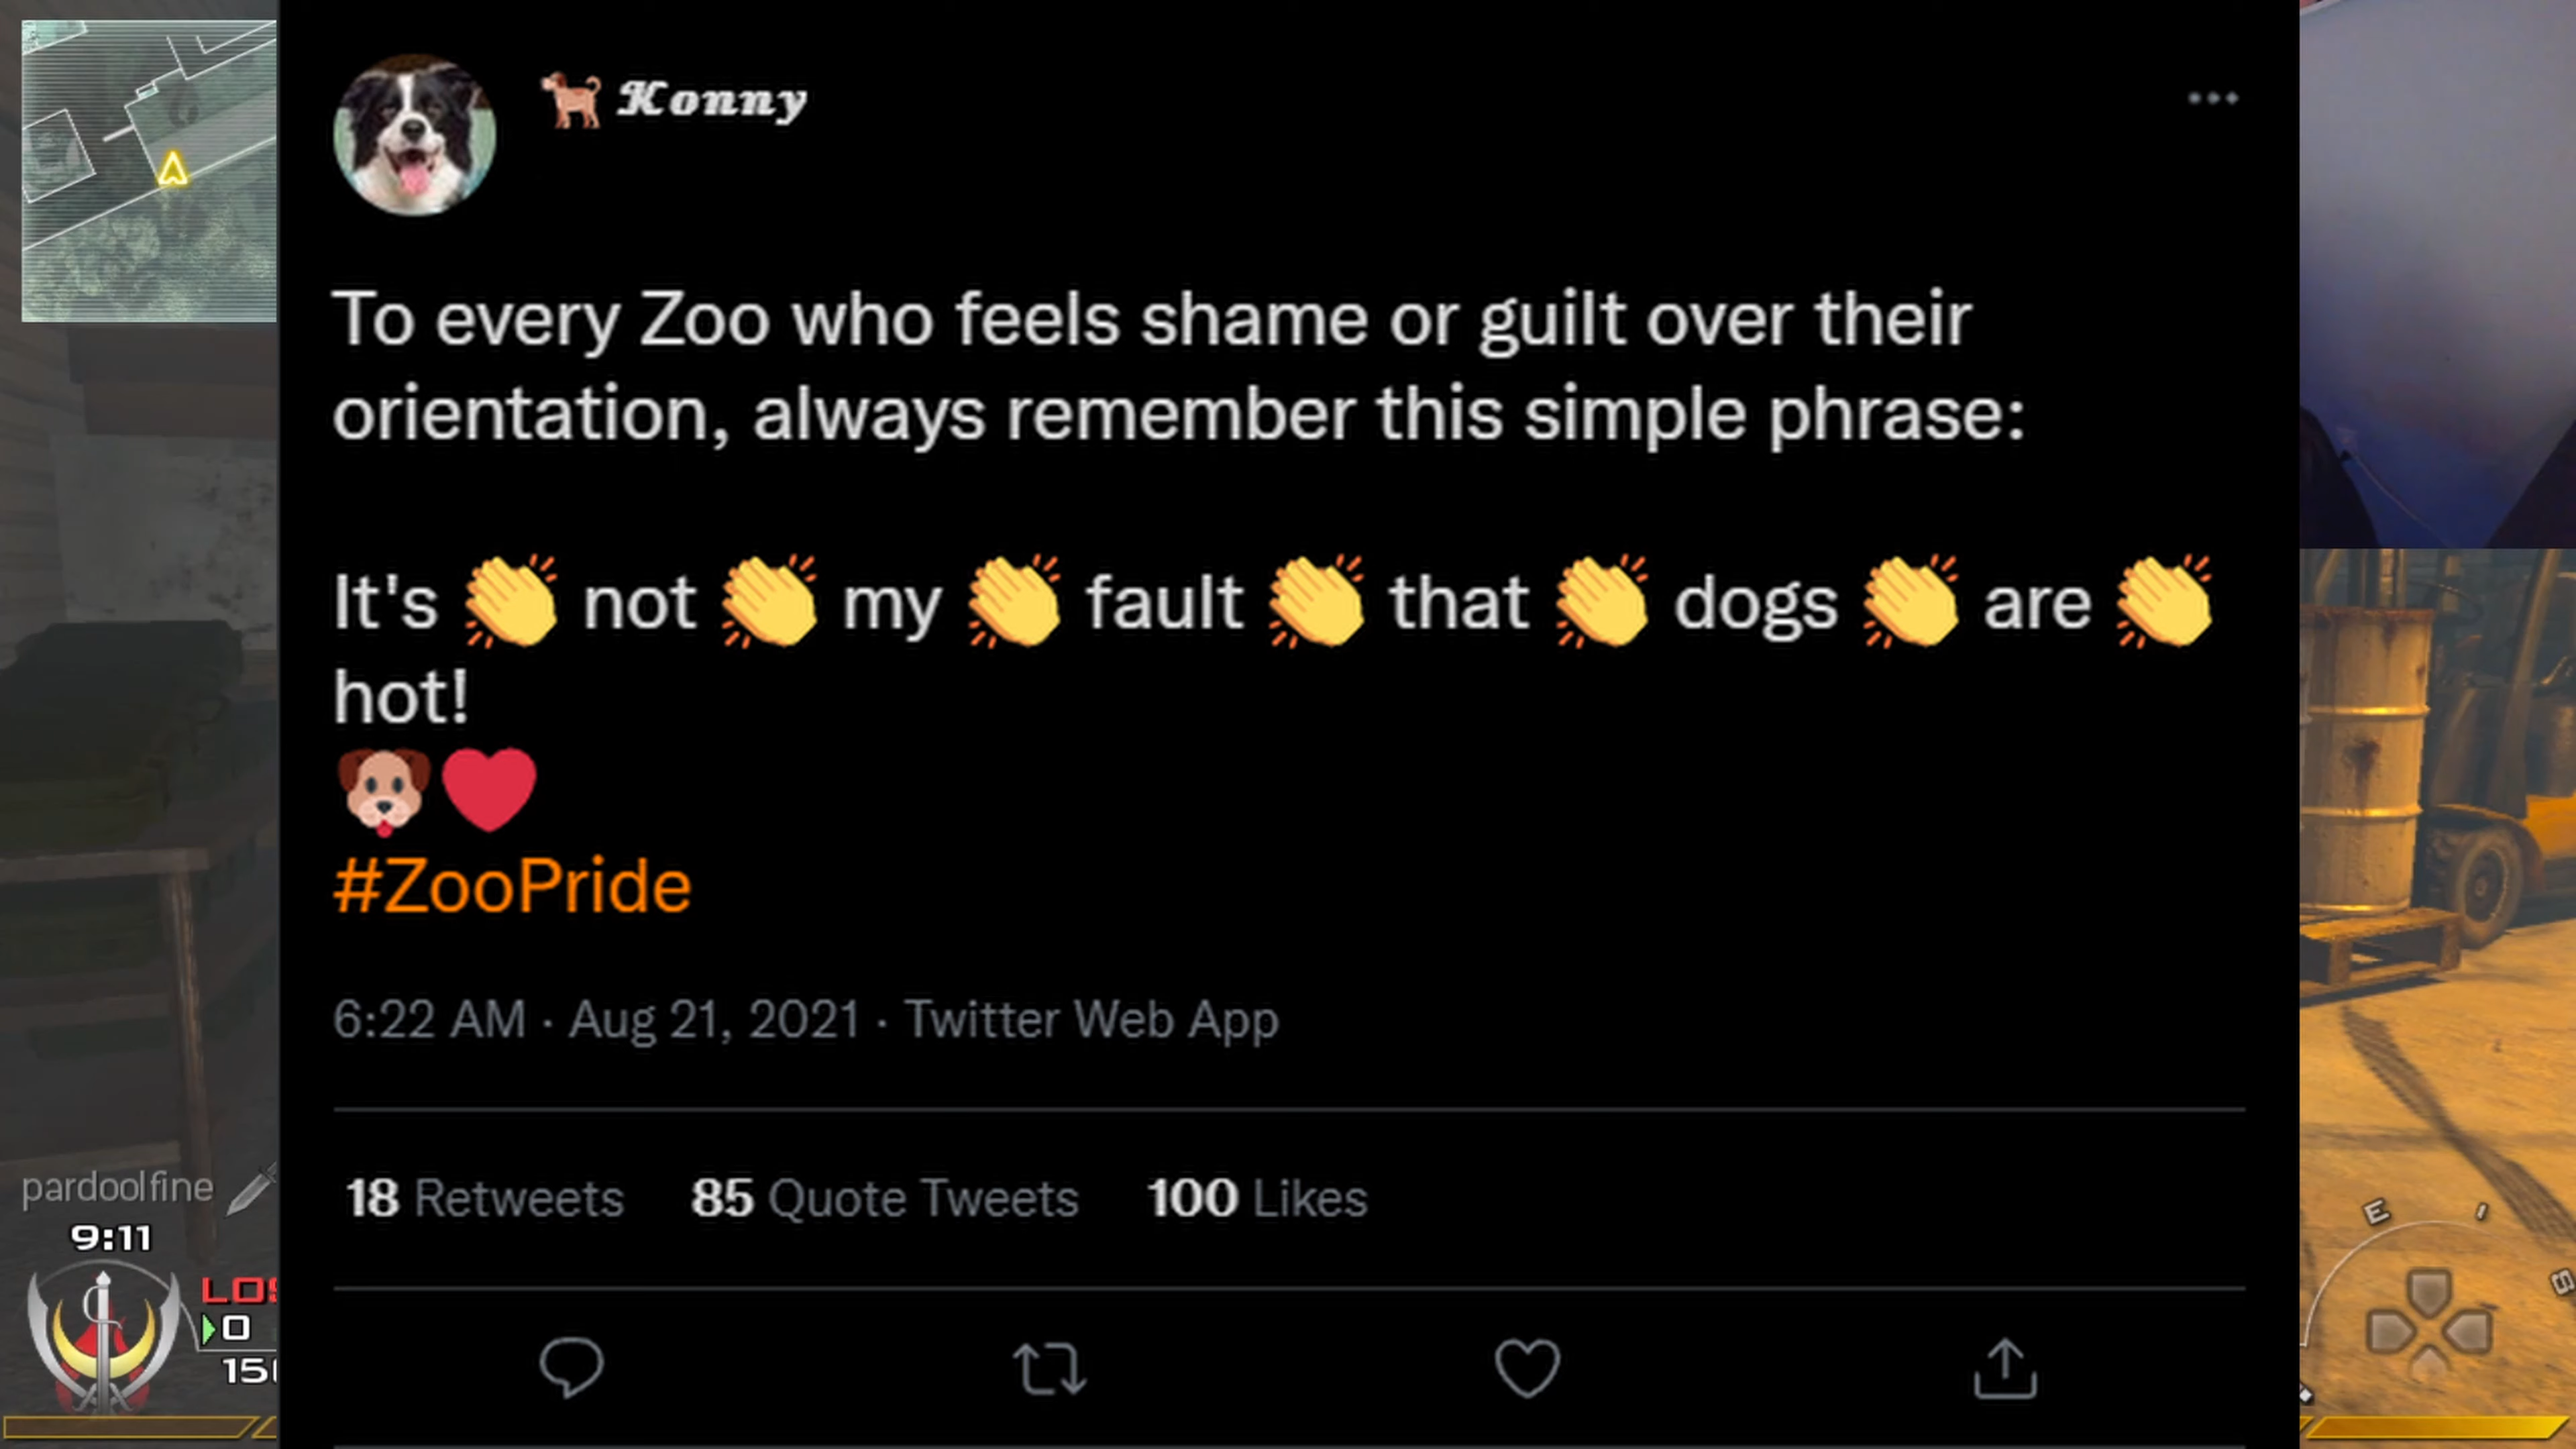 🐕 Konny
To every Zoo who feels shame or guilt over their
orientation, always remember this simple phrase:
It's 👏 not 👏 my 👏 fault 👏 that 👏 dogs 👏 are 👏
hot!
🐶❤️
#ZooPride
6:22 AM · Aug 21, 2021 · Twitter Web App
18 Retweets 85 Quote Tweets 100 Likes
pardoolfine
9:11
0
E